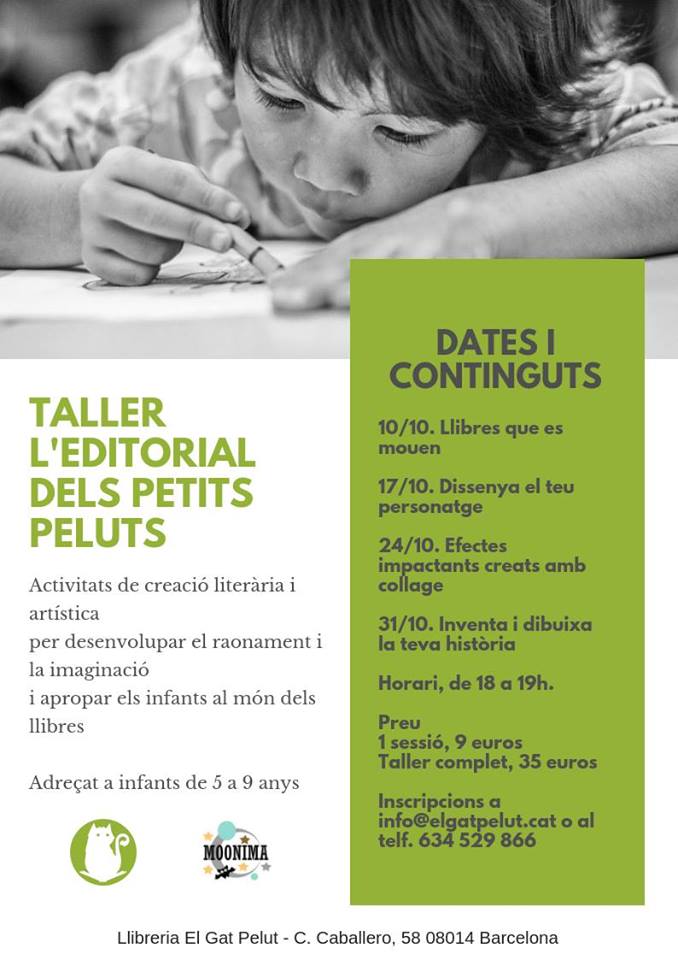 TALLER
L'EDITORIAL
DELS PETITS
PELUTS
Activitats de creació literària i
artística
per desenvolupar el raonament i
la imaginació
i apropar els infants al món dels
llibres
Adreçat a infants de 5 a 9 anys
MOONIMA
DATES I
CONTINGUTS
10/10. Llibres que es
mouen
17/10. Dissenya el teu
personatge
24/10. Efectes
impactants creats amb
collage
31/10. Inventa i dibuixa
la teva història
Horari, de 18 a 19h.
Preu
1 sessió, 9 euros
Taller complet, 35 euros
Inscripcions a
info@elgatpelut.cat o al
telf. 634 529 866
Llibreria El Gat Pelut - C. Caballero, 58 08014 Barcelona